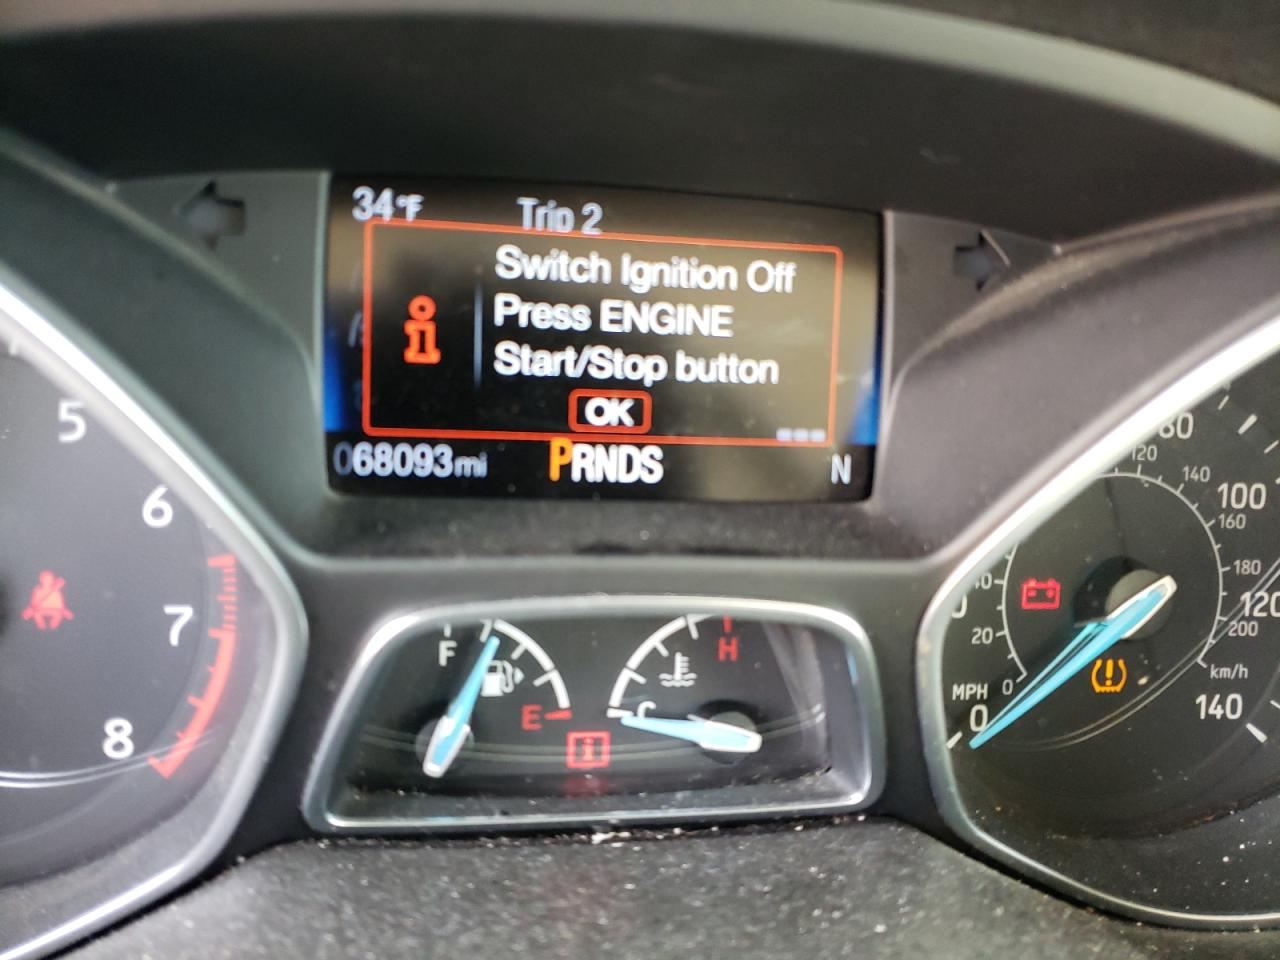 34°F Trip 2
Switch Ignition Off
Press ENGINE
Start/Stop button
OK
068093mi PRNDS N
5
6
7
8
F
E
H
C
80
100
120
140
0
MPH
0
20
120
140
160
180
200
km/h